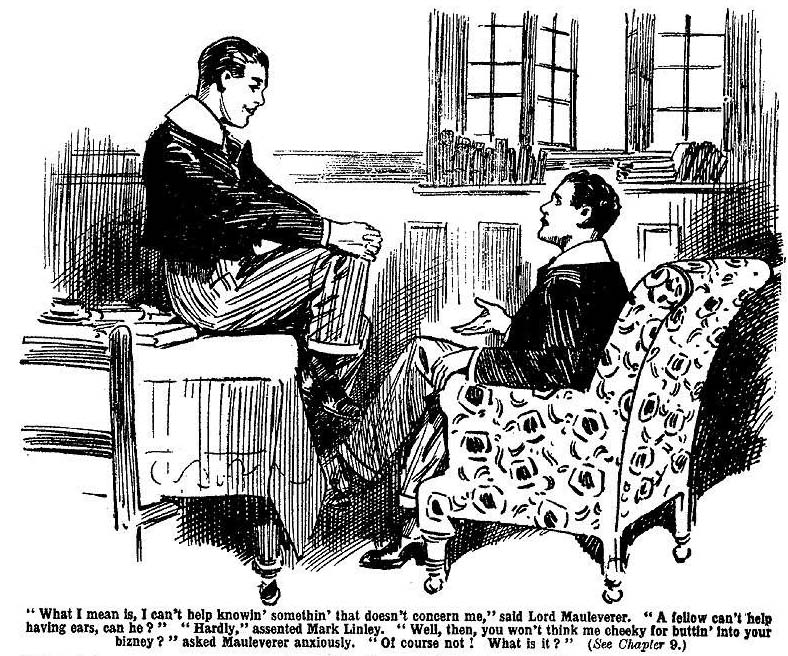 " What I mean is, I can't help knowin' somethin' that doesn't concern me," said Lord Mauleverer. " A fellow can't help
having ears, can he ? " " Hardly," assented Mark Linley. " Well, then, you won't think me cheeky for buttin' into your
bizney ? " asked Mauleverer anxiously. " Of course not ! What is it ? " (See Chapter 9.)